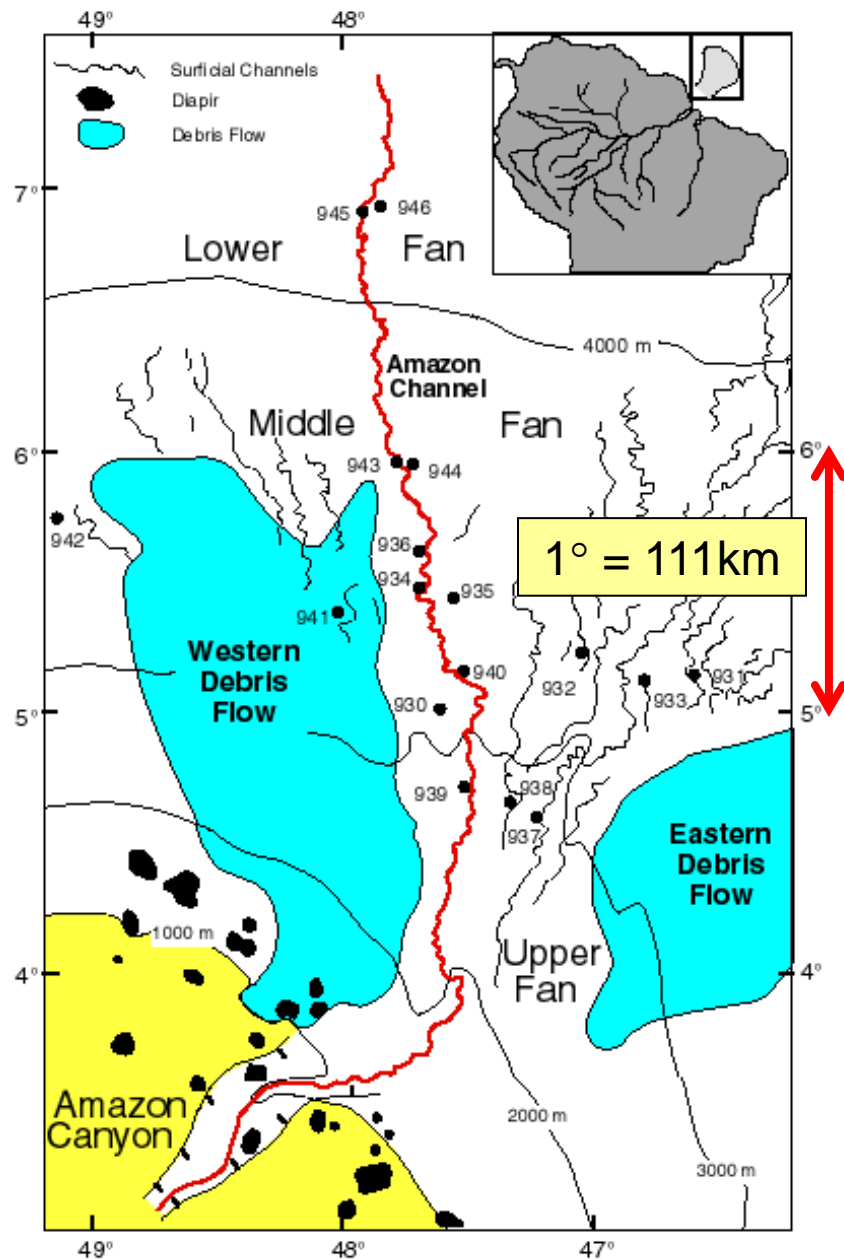 49°
48°
Surficial Channels
Diapir
Debris Flow
7°
945
946
Lower
Fan
4000 m
Amazon
Channel
Middle
Fan
6°
6°
943
944
942
936
1° = 111km
934
935
941
Western
Debris
Flow
940
932
933
931
930
5°
5°
939
938
937
Eastern
Debris
Flow
1000 m
Upper
Fan
4°
4°
Amazon
Canyon
2000 m
3000 m
49°
48°
47°